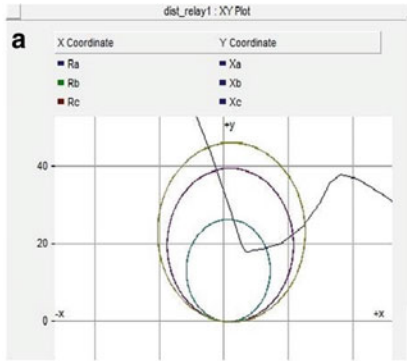 dist_relay1 : XY Plot
a
X Coordinate Y Coordinate
Ra Xa
Rb Xb
Rc Xc
+y
40
20
0 -x +x